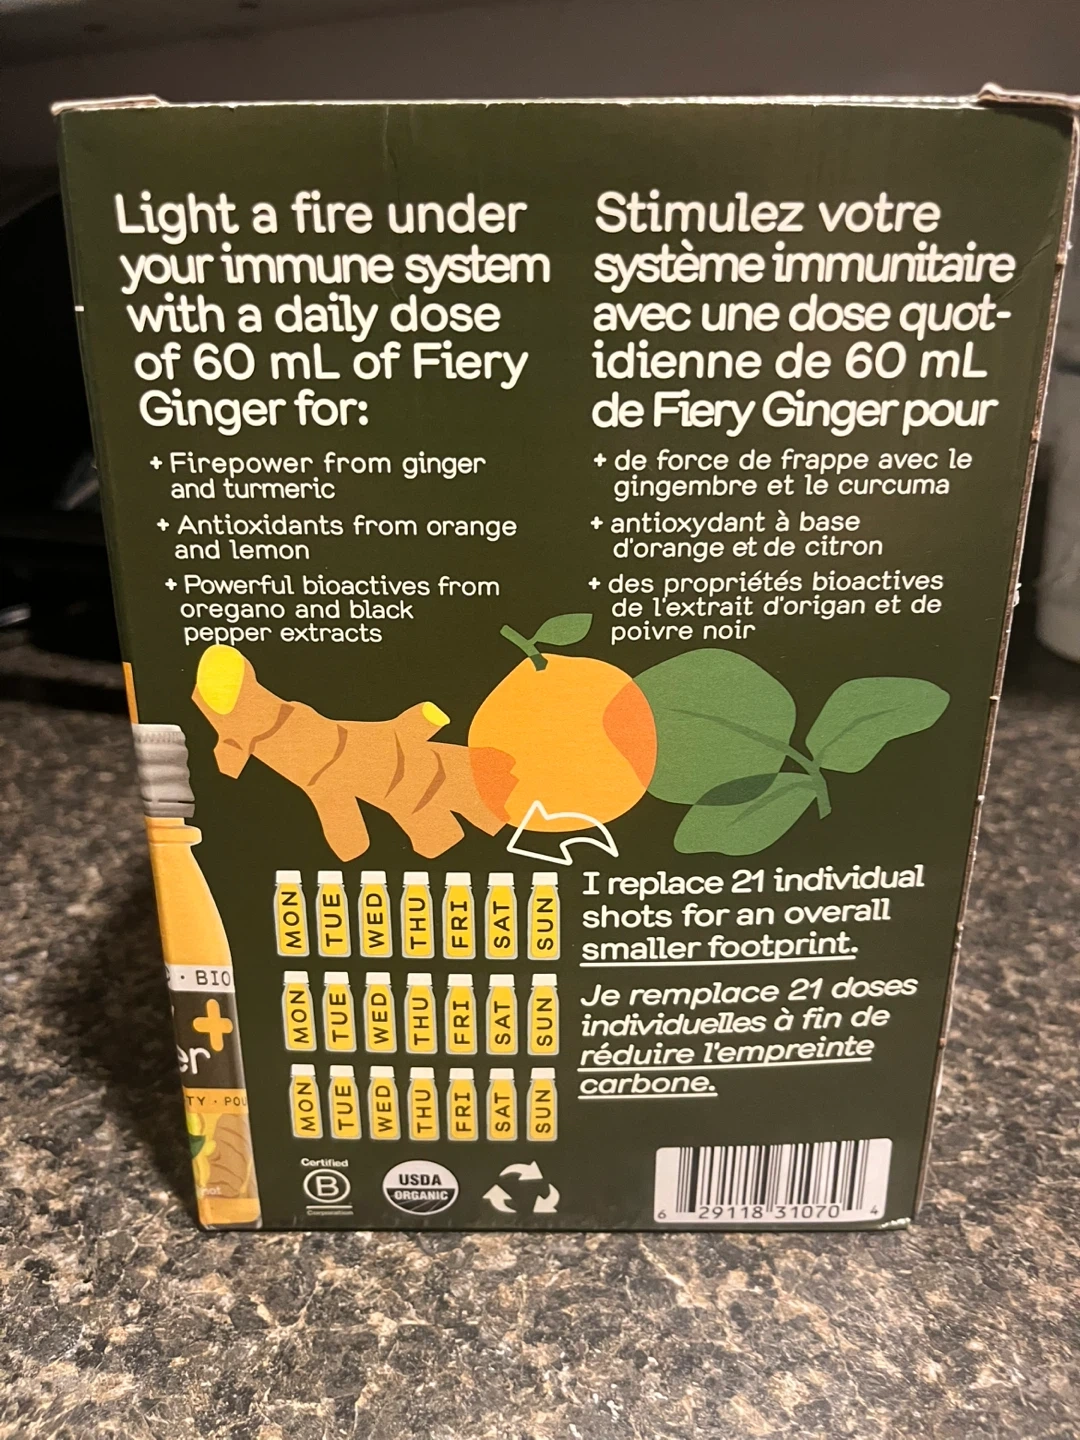 Light a fire under
your immune system
with a daily dose
of 60 mL of Fiery
Ginger for:
+ Firepower from ginger
and turmeric
+ Antioxidants from orange
and lemon
+ Powerful bioactives from
oregano and black
pepper extracts
Stimulez votre
système immunitaire
avec une dose quot-
idienne de 60 mL
de Fiery Ginger pour
+ de force de frappe avec le
gingembre et le curcuma
+ antioxydant à base
d'orange et de citron
+ des propriétés bioactives
de l'extrait d'origan et de
poivre noir
MON TUE WED THU FRI SAT SUN
MON TUE WED THU FRI SAT SUN
MON TUE WED THU FRI SAT SUN
I replace 21 individual
shots for an overall
smaller footprint.
Je remplace 21 doses
individuelles à fin de
réduire l'empreinte
carbone.
· BIO
+
er
TY · POU
Certified
B
Corporation
USDA
ORGANIC
6 29118 31070 4